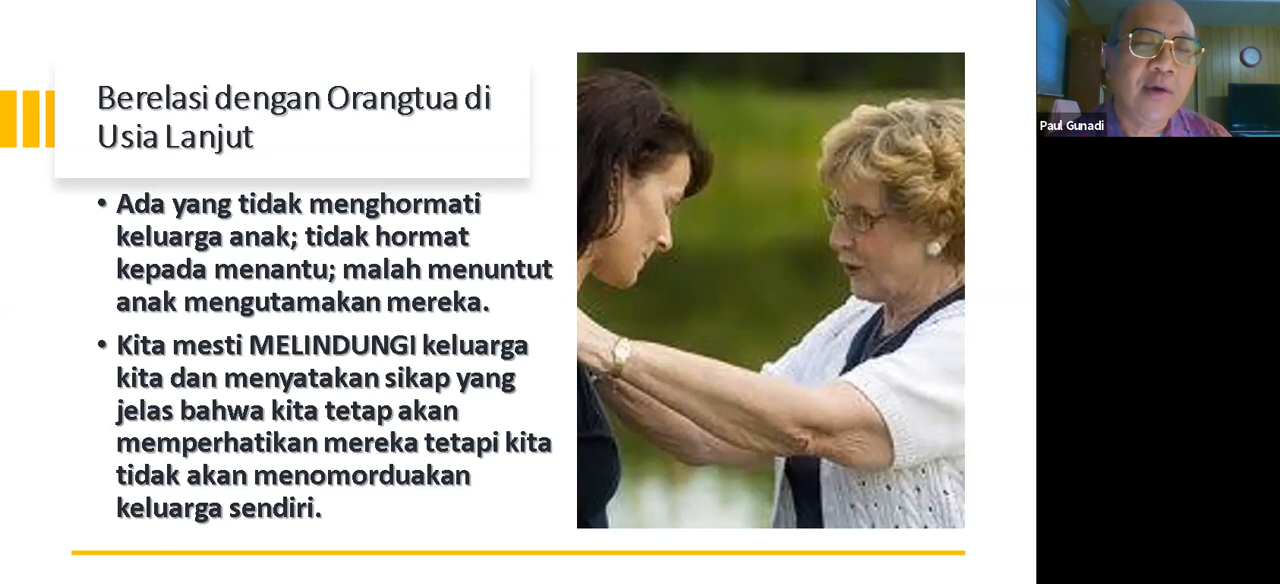 Berelasi dengan Orangtua di
Usia Lanjut
• Ada yang tidak menghormati
keluarga anak; tidak hormat
kepada menantu; malah menuntut
anak mengutamakan mereka.
• Kita mesti MELINDUNGI keluarga
kita dan menyatakan sikap yang
jelas bahwa kita tetap akan
memperhatikan mereka tetapi kita
tidak akan menomorduakan
keluarga sendiri.
Paul Gunadi